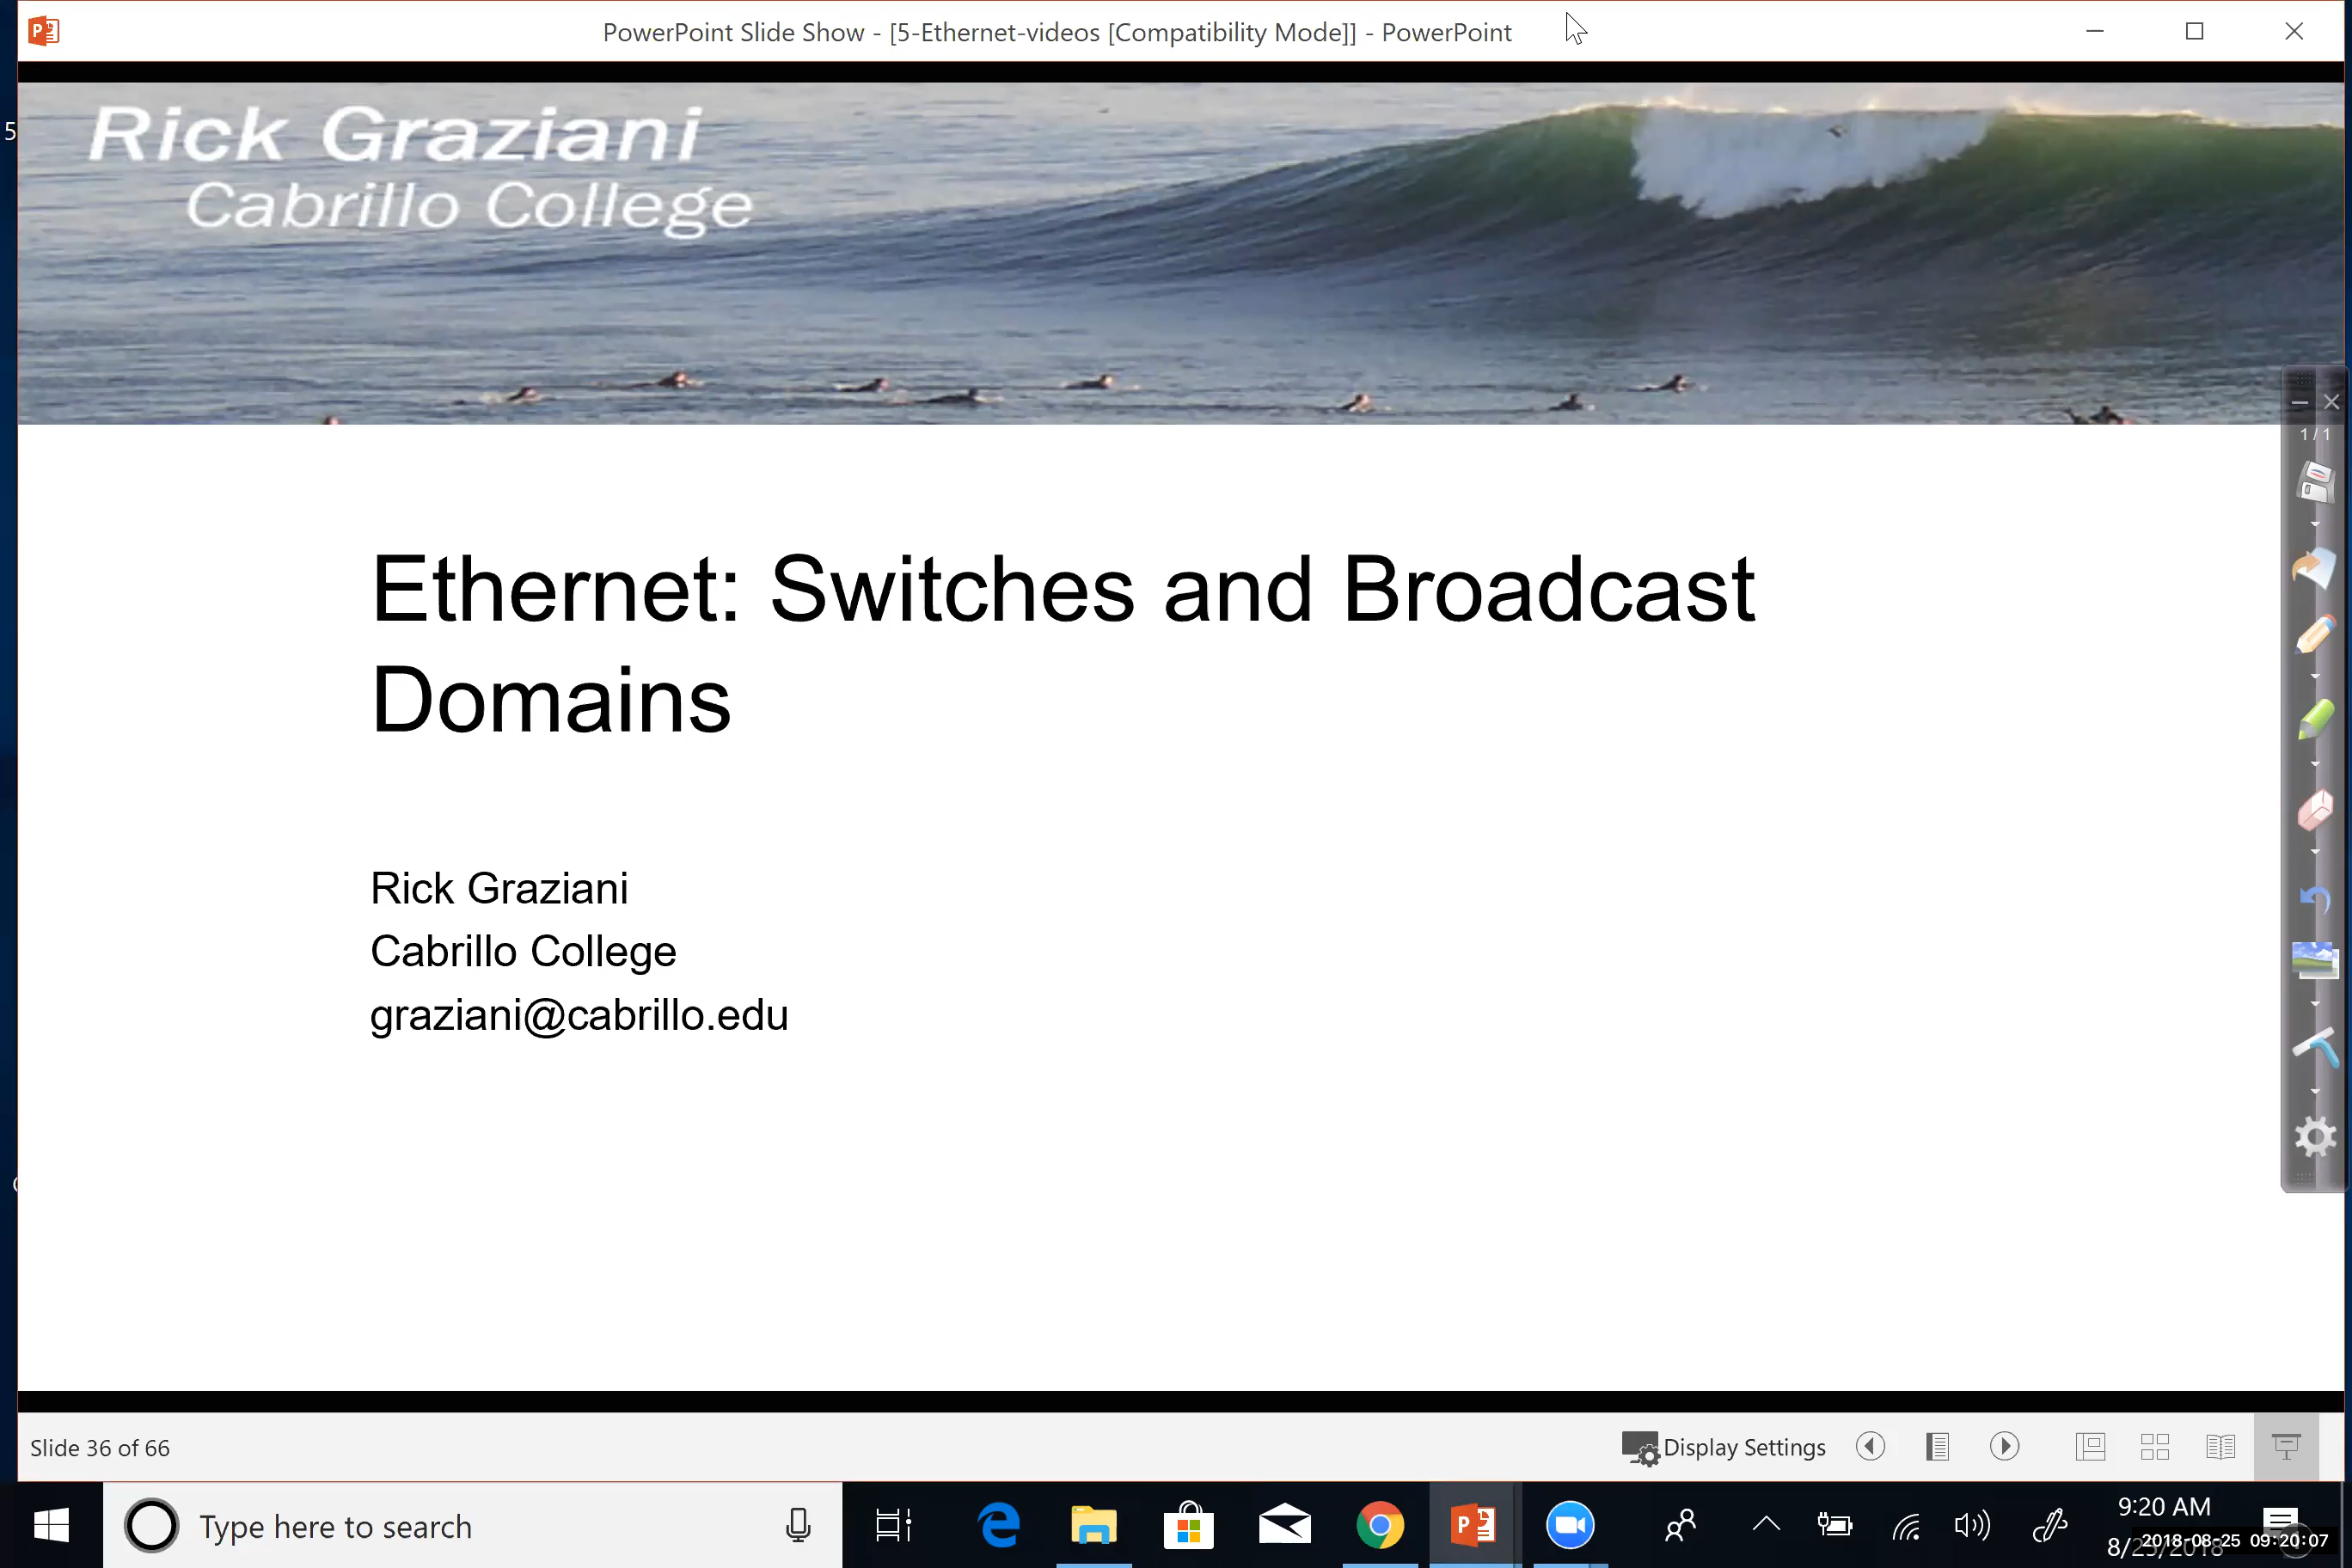 PowerPoint Slide Show - [5-Ethernet-videos [Compatibility Mode]] - PowerPoint
5
Rick Graziani
Cabrillo College
1/1
Ethernet: Switches and Broadcast
Domains
Rick Graziani
Cabrillo College
graziani@cabrillo.edu
Slide 36 of 66
Display Settings
Type here to search
9:20 AM
2018-08-25 09:20:07